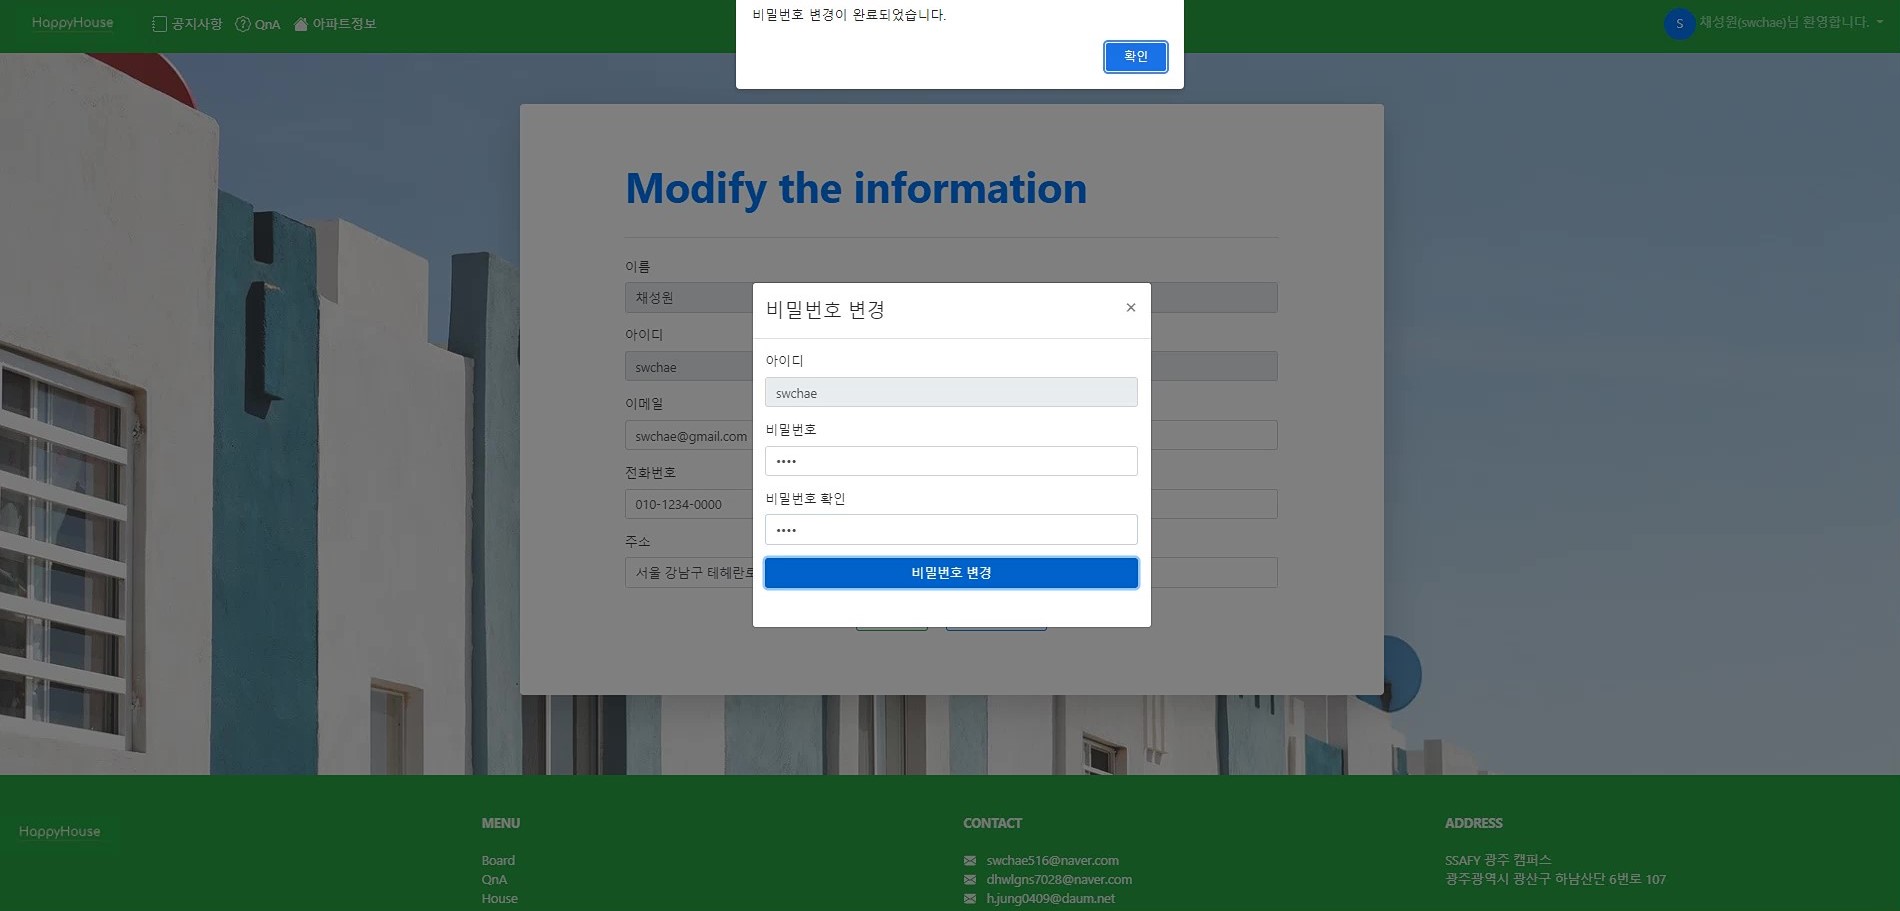 HappyHouse
공지사항
QnA
아파트정보
비밀번호 변경이 완료되었습니다.
확인
S
채성원(swchae)님 환영합니다.
Modify the information
이름
채성원
아이디
swchae
이메일
swchae@gmail.com
전화번호
010-1234-0000
주소
서울 강남구 테헤란로
비밀번호 변경
×
아이디
swchae
비밀번호
••••
비밀번호 확인
••••
비밀번호 변경
HappyHouse
MENU
Board
QnA
House
CONTACT
swchae516@naver.com
dhwlgns7028@naver.com
h.jung0409@daum.net
ADDRESS
SSAFY 광주 캠퍼스
광주광역시 광산구 하남산단 6번로 107